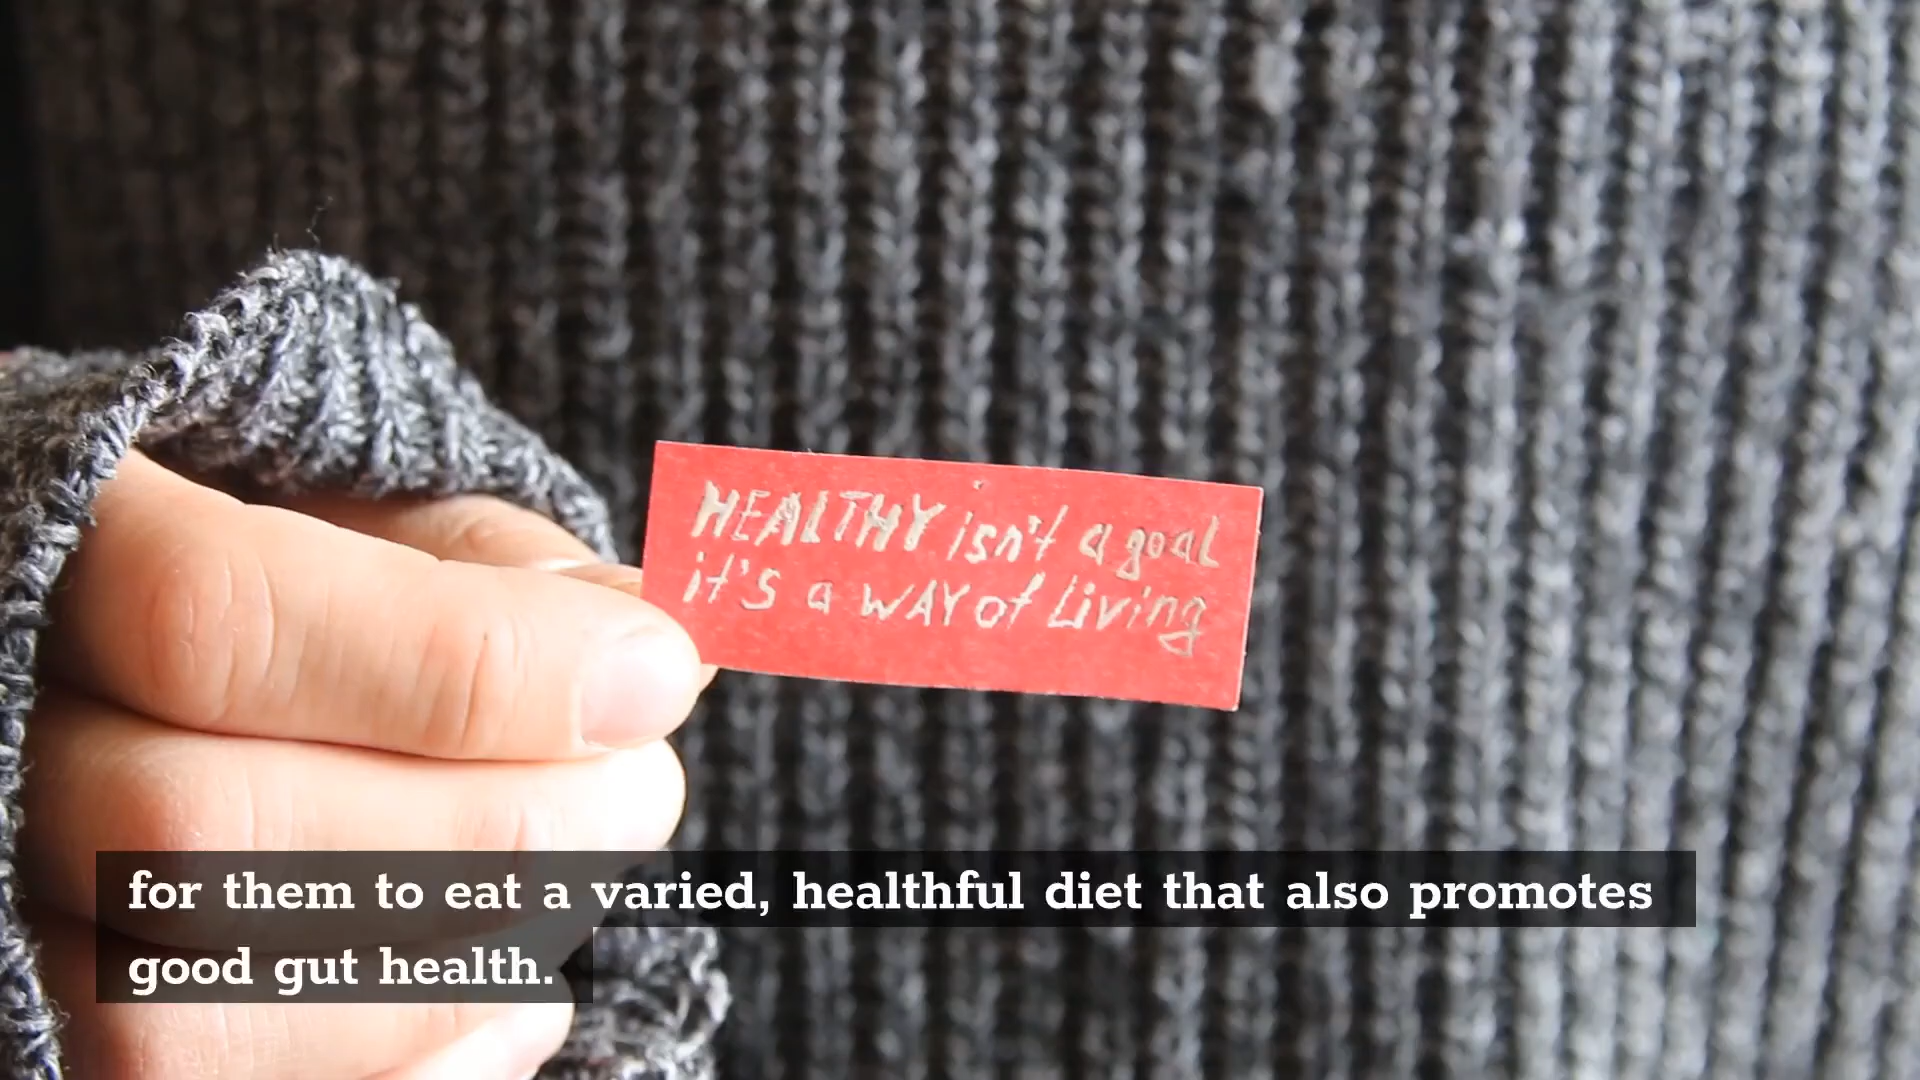 HEALTHY isn't a goal
it's a WAY of Living
for them to eat a varied, healthful diet that also promotes
good gut health.